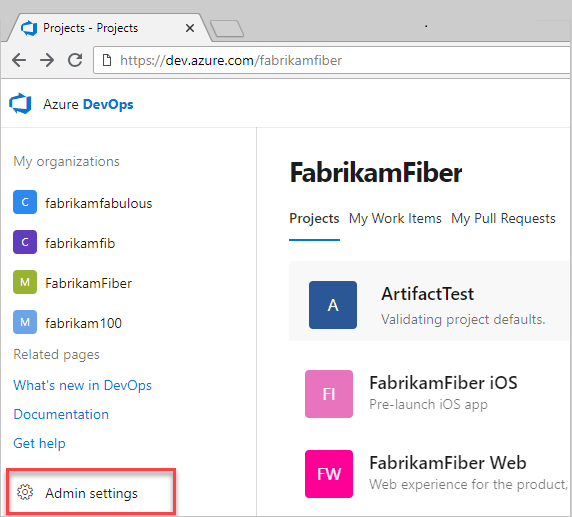 Projects - Projects
https://dev.azure.com/fabrikamfiber
Azure DevOps
My organizations
C fabrikamfabulous
C fabrikamfib
M FabrikamFiber
M fabrikam100
Related pages
What's new in DevOps
Documentation
Get help
Admin settings
FabrikamFiber
Projects My Work Items My Pull Requests
A
ArtifactTest
Validating project defaults.
FI
FabrikamFiber iOS
Pre-launch iOS app
FW
FabrikamFiber Web
Web experience for the product,